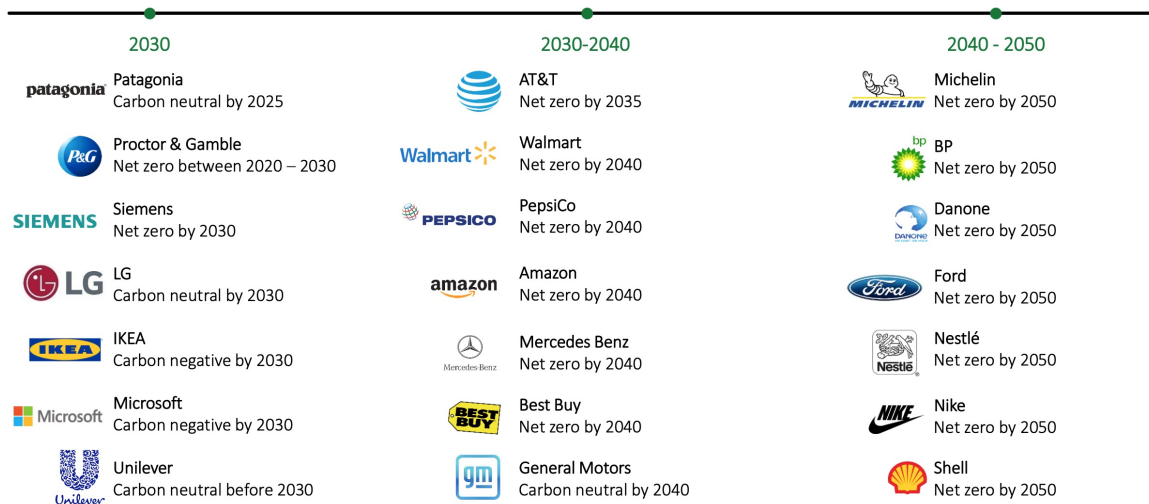 2030
patagonia
Patagonia
Carbon neutral by 2025
P&G
Proctor & Gamble
Net zero between 2020 – 2030
SIEMENS
Siemens
Net zero by 2030
LG
LG
Carbon neutral by 2030
IKEA
IKEA
Carbon negative by 2030
Microsoft
Microsoft
Carbon negative by 2030
Unilever
Unilever
Carbon neutral before 2030
2030-2040
AT&T
Net zero by 2035
Walmart
Walmart
Net zero by 2040
PEPSICO
PepsiCo
Net zero by 2040
amazon
Amazon
Net zero by 2040
Mercedes-Benz
Mercedes Benz
Net zero by 2040
BEST
BUY
Best Buy
Net zero by 2040
gm
General Motors
Carbon neutral by 2040
2040 - 2050
MICHELIN
Michelin
Net zero by 2050
bp
BP
Net zero by 2050
DANONE
Danone
Net zero by 2050
Ford
Ford
Net zero by 2050
Nestlé
Nestlé
Net zero by 2050
NIKE
Nike
Net zero by 2050
Shell
Net zero by 2050